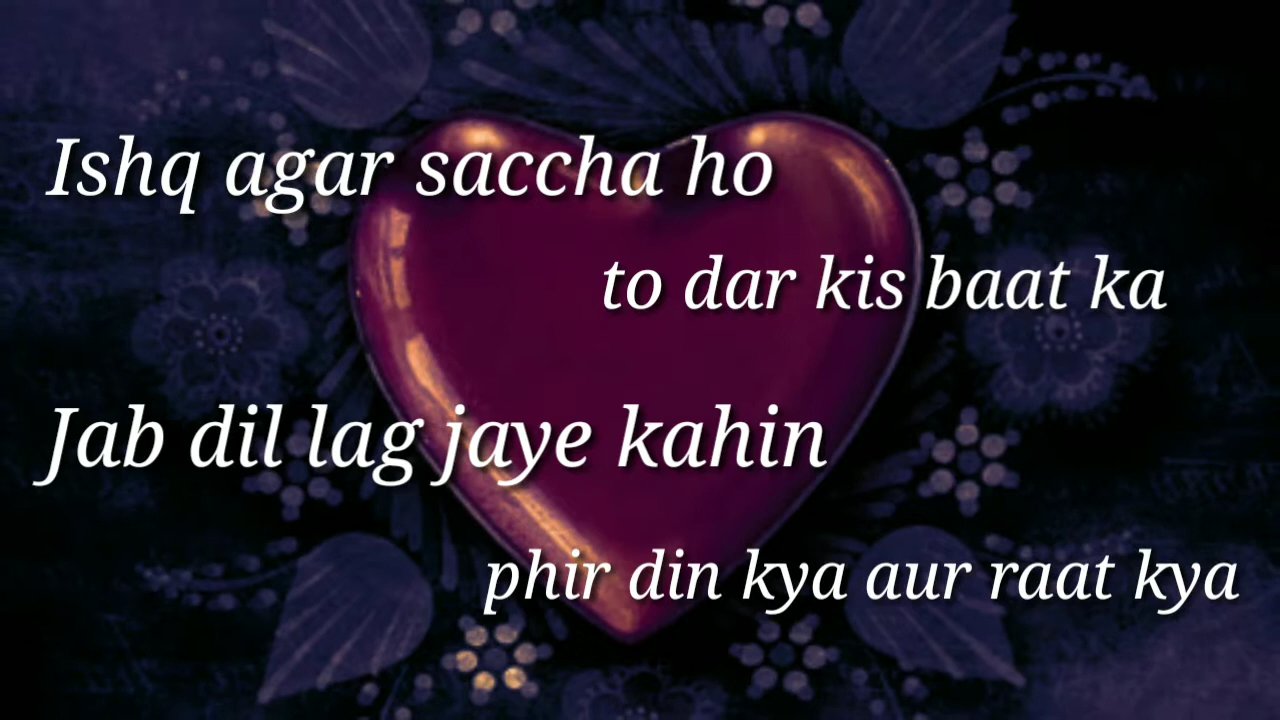 Ishq agar saccha ho
to dar kis baat ka
Jab dil lag jaye kahin
phir din kya aur raat kya